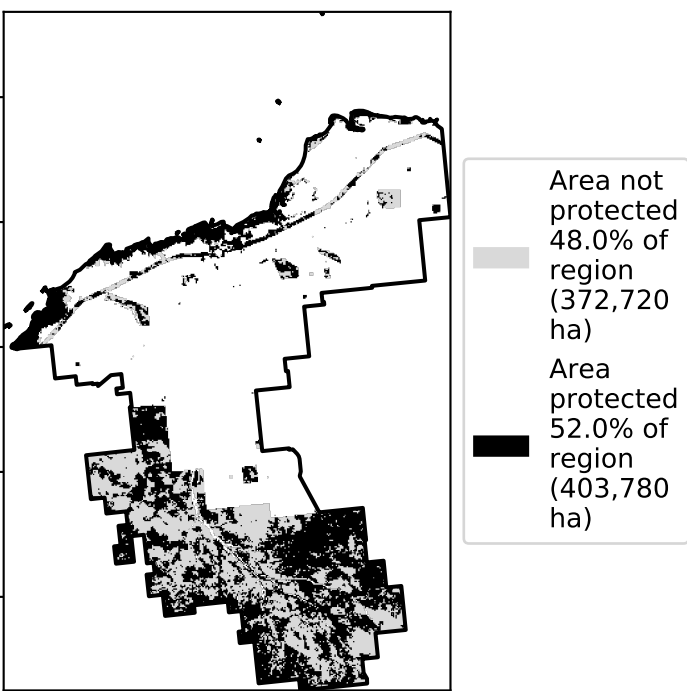 Area not
protected
48.0% of
region
(372,720
ha)
Area
protected
52.0% of
region
(403,780
ha)